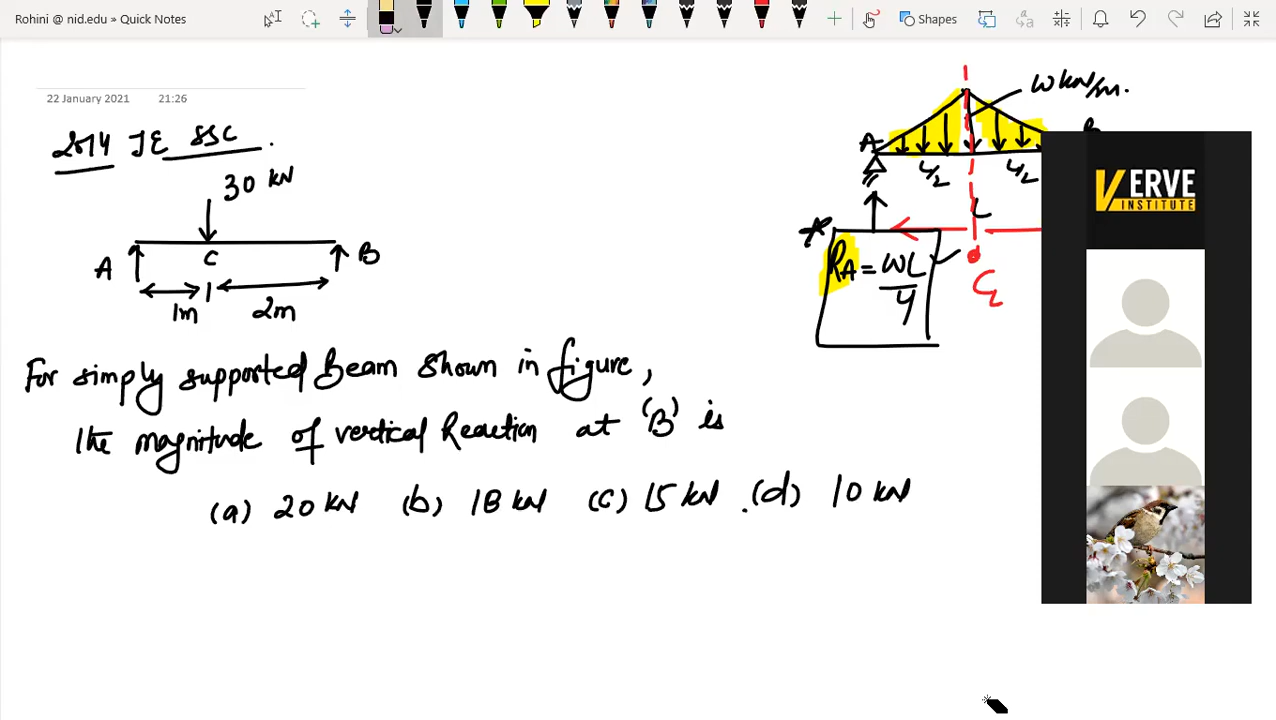 Rohini @ nid.edu » Quick Notes
Shapes
22 January 2021 21:26
2014 JE SSC.
30 kN
A C B
1m 2m
For simply supported Beam shown in figure,
the magnitude of vertical Reaction at 'B' is
(a) 20 kN (b) 18 kN (c) 15 kN . (d) 10 kN
w kN/m.
A
L/2 L/2
L
RA = wL/4
C
VERVE
INSTITUTE